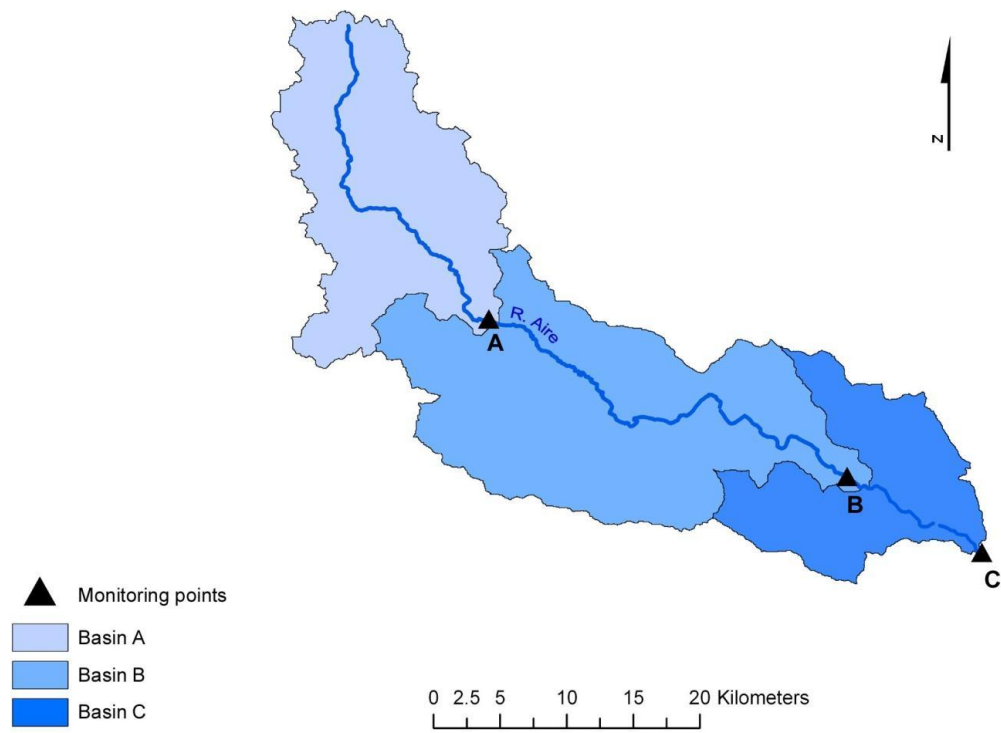 N
R. Aire
A
B
C
Monitoring points
Basin A
Basin B
Basin C
0 2.5 5 10 15 20 Kilometers